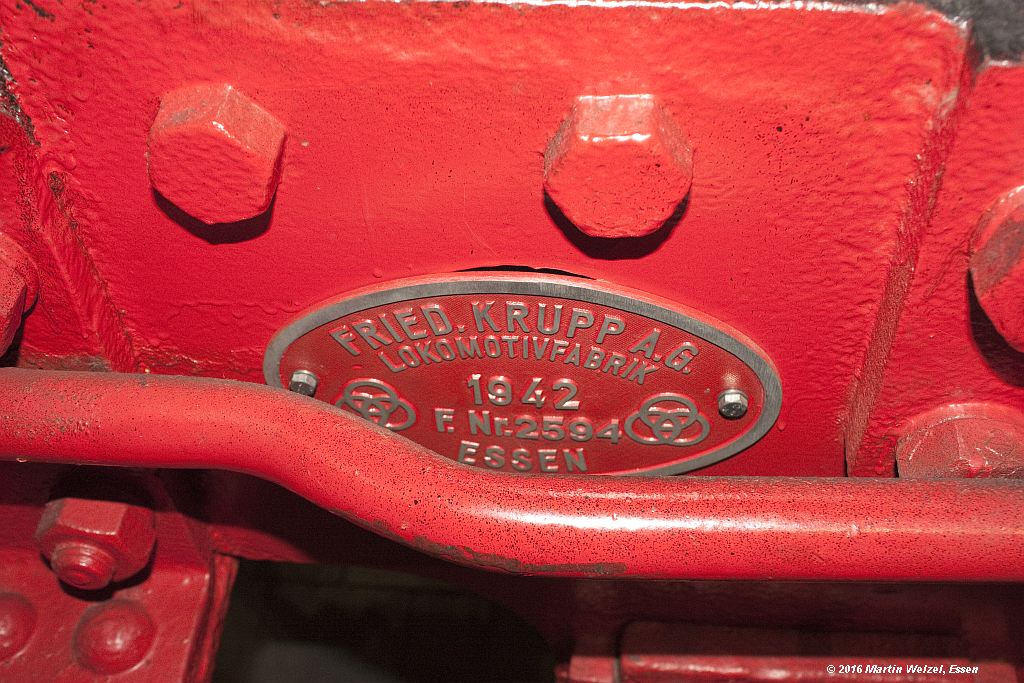 FRIED. KRUPP A.G.
LOKOMOTIVFABRIK
1942
F. Nr. 2594
ESSEN
© 2016 Martin Welzel, Essen